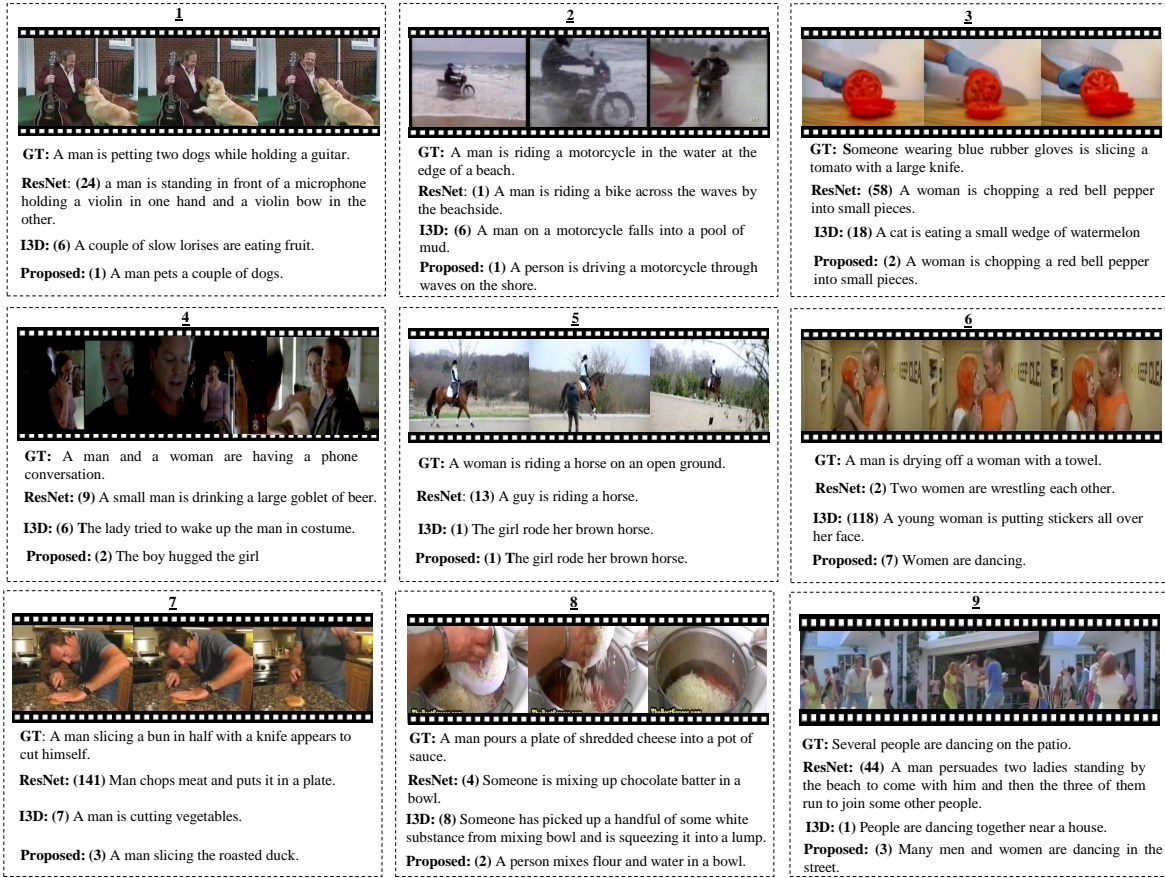 1
GT: A man is petting two dogs while holding a guitar.
ResNet: (24) a man is standing in front of a microphone
holding a violin in one hand and a violin bow in the
other.
I3D: (6) A couple of slow lorises are eating fruit.
Proposed: (1) A man pets a couple of dogs.
2
GT: A man is riding a motorcycle in the water at the
edge of a beach.
ResNet: (1) A man is riding a bike across the waves by
the beachside.
I3D: (6) A man on a motorcycle falls into a pool of
mud.
Proposed: (1) A person is driving a motorcycle through
waves on the shore.
3
GT: Someone wearing blue rubber gloves is slicing a
tomato with a large knife.
ResNet: (58) A woman is chopping a red bell pepper
into small pieces.
I3D: (18) A cat is eating a small wedge of watermelon
Proposed: (2) A woman is chopping a red bell pepper
into small pieces.
4
GT: A man and a woman are having a phone
conversation.
ResNet: (9) A small man is drinking a large goblet of beer.
I3D: (6) The lady tried to wake up the man in costume.
Proposed: (2) The boy hugged the girl
5
GT: A woman is riding a horse on an open ground.
ResNet: (13) A guy is riding a horse.
I3D: (1) The girl rode her brown horse.
Proposed: (1) The girl rode her brown horse.
6
KEEP CLEA
KEEP CLEA
KEEP CLEA
GT: A man is drying off a woman with a towel.
ResNet: (2) Two women are wrestling each other.
I3D: (118) A young woman is putting stickers all over
her face.
Proposed: (7) Women are dancing.
7
GT: A man slicing a bun in half with a knife appears to
cut himself.
ResNet: (141) Man chops meat and puts it in a plate.
I3D: (7) A man is cutting vegetables.
Proposed: (3) A man slicing the roasted duck.
8
GT: A man pours a plate of shredded cheese into a pot of
sauce.
ResNet: (4) Someone is mixing up chocolate batter in a
bowl.
I3D: (8) Someone has picked up a handful of some white
substance from mixing bowl and is squeezing it into a lump.
Proposed: (2) A person mixes flour and water in a bowl.
9
GT: Several people are dancing on the patio.
ResNet: (44) A man persuades two ladies standing by
the beach to come with him and then the three of them
run to join some other people.
I3D: (1) People are dancing together near a house.
Proposed: (3) Many men and women are dancing in the
street.